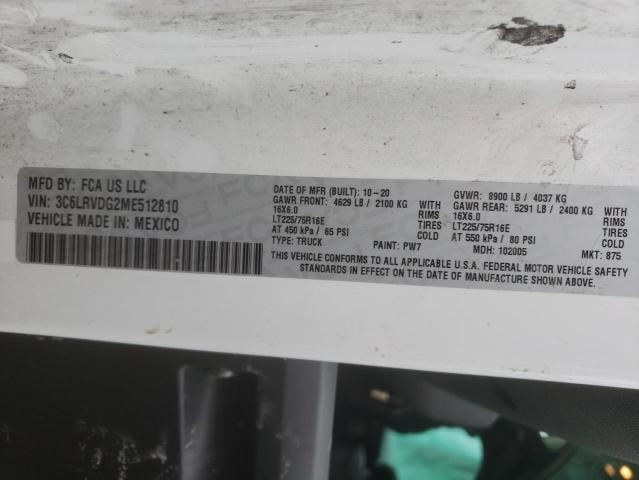 MFD BY: FCA US LLC
VIN: 3C6LRVDG2ME512810
VEHICLE MADE IN: MEXICO
DATE OF MFR (BUILT): 10-20
GAWR FRONT: 4629 LB / 2100 KG WITH
16X6.0 RIMS
LT225/75R16E TIRES
AT 450 kPa / 65 PSI COLD
TYPE: TRUCK PAINT: PW7
GVWR: 8900 LB / 4037 KG
GAWR REAR: 5291 LB / 2400 KG WITH
16X6.0 RIMS
LT225/75R16E TIRES
AT 550 kPa / 80 PSI COLD
MDH: 102005 MKT: 875
THIS VEHICLE CONFORMS TO ALL APPLICABLE U.S.A. FEDERAL MOTOR VEHICLE SAFETY
STANDARDS IN EFFECT ON THE DATE OF MANUFACTURE SHOWN ABOVE.